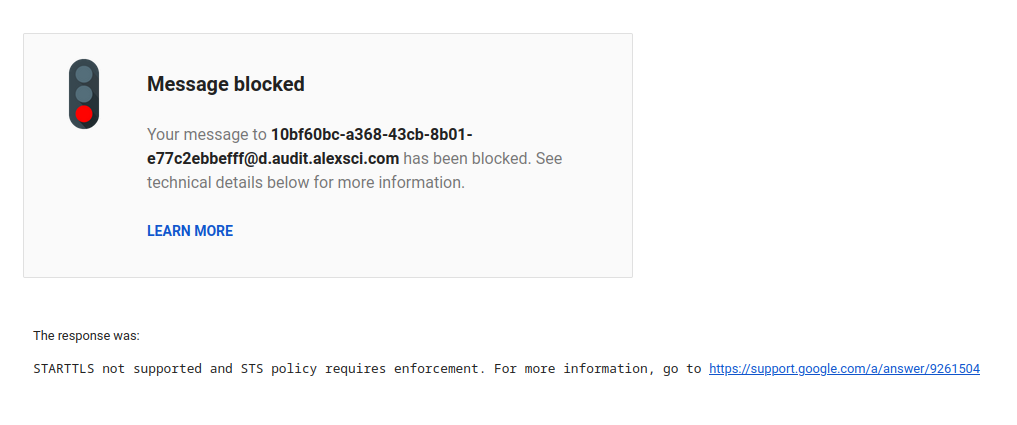 Message blocked
Your message to 10bf60bc-a368-43cb-8b01-
e77c2ebbefff@d.audit.alexsci.com has been blocked. See
technical details below for more information.
LEARN MORE
The response was:
STARTTLS not supported and STS policy requires enforcement. For more information, go to https://support.google.com/a/answer/9261504